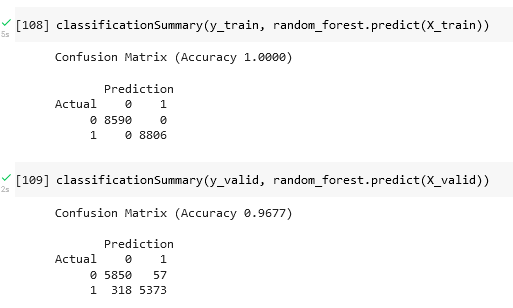 [108] classificationSummary(y_train, random_forest.predict(X_train))
5s
Confusion Matrix (Accuracy 1.0000)
Prediction
Actual 0 1
0 8590 0
1 0 8806
[109] classificationSummary(y_valid, random_forest.predict(X_valid))
2s
Confusion Matrix (Accuracy 0.9677)
Prediction
Actual 0 1
0 5850 57
1 318 5373